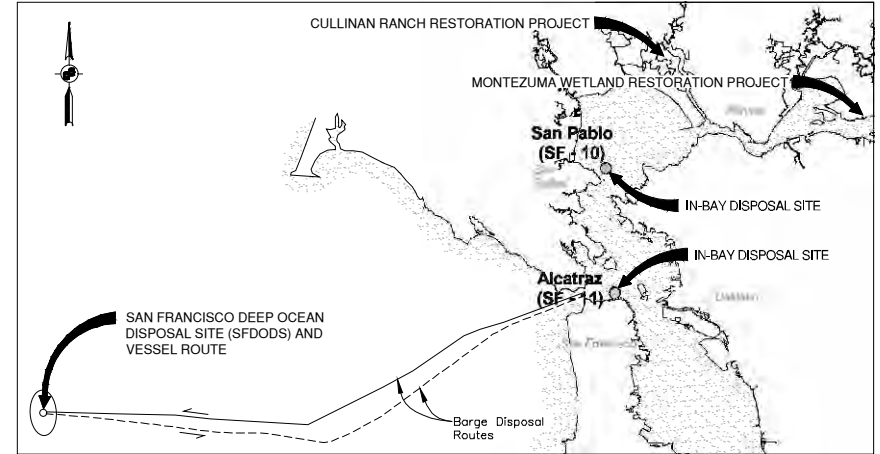 CULLINAN RANCH RESTORATION PROJECT
MONTEZUMA WETLAND RESTORATION PROJECT
San Pablo
(SF - 10)
IN-BAY DISPOSAL SITE
IN-BAY DISPOSAL SITE
Alcatraz
(SF - 11)
SAN FRANCISCO DEEP OCEAN
DISPOSAL SITE (SFDODS) AND
VESSEL ROUTE
Barge Disposal
Routes